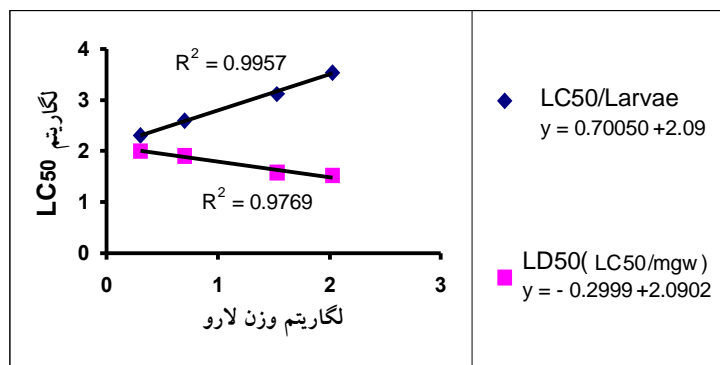 لگاریتم LC50
4
3
2
1
0
R² = 0.9957
R² = 0.9769
0 1 2 3
لگاریتم وزن لارو
LC50/Larvae
y = 0.70050 +2.09
LD50( LC50/mgw )
y = - 0.2999 +2.0902